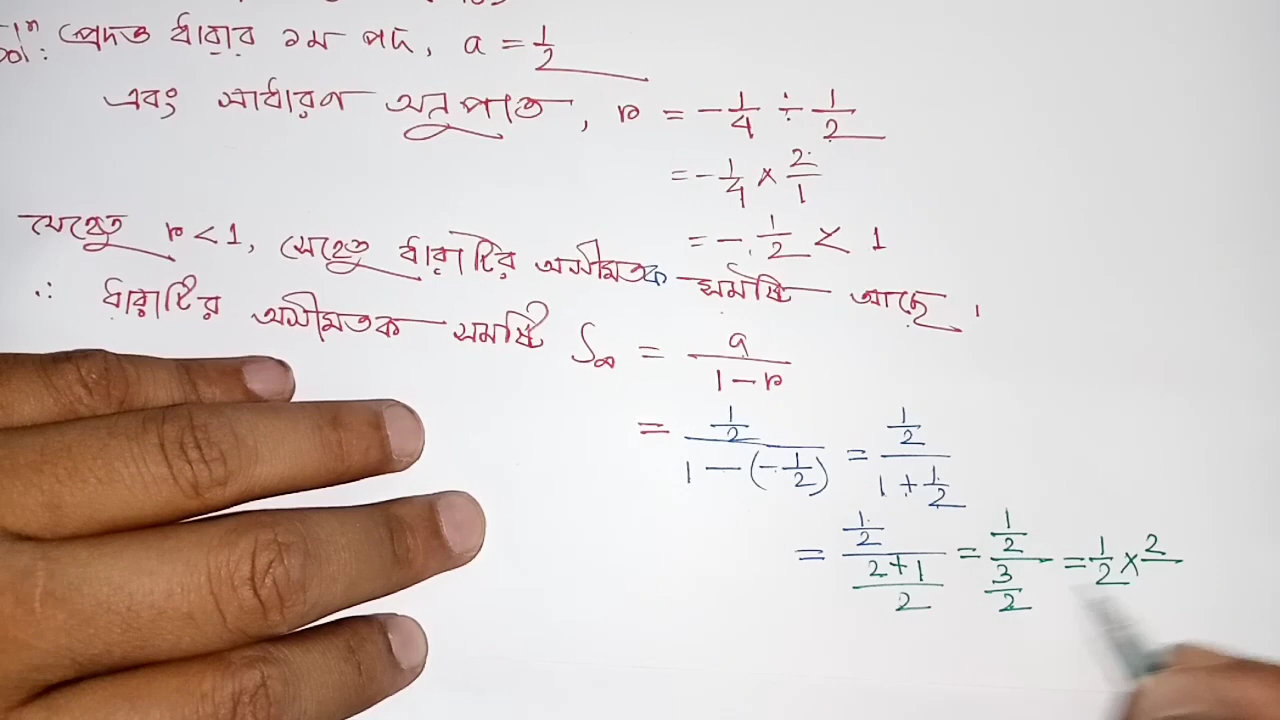 Solⁿ: প্রদত্ত ধারার ১ম পদ, a = 1/2
এবং সাধারণ অনুপাত, r = -1/4 ÷ 1/2
= -1/4 × 2/1
= -1/2 < 1
যেহেতু r < 1, সেহেতু ধারাটির অসীমতক সমষ্টি আছে।
∴ ধারাটির অসীমতক সমষ্টি S∞ = a/(1-r)
= (1/2)/(1-(-1/2)) = (1/2)/(1+1/2)
= (1/2)/((2+1)/2) = (1/2)/(3/2) = 1/2 × 2/